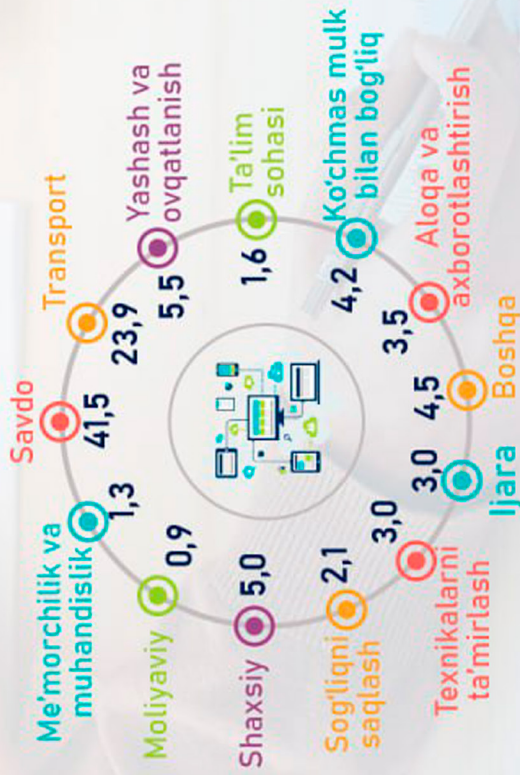 Savdo
41,5
Transport
23,9
Yashash va
ovqatlanish
5,5
Ta'lim
sohasi
1,6
Ko'chmas mulk
bilan bog'liq
4,2
Aloqa va
axborotlashtirish
3,5
Boshqa
4,5
Ijara
3,0
Texnikalarni
ta'mirlash
3,0
Sog'liqni
saqlash
2,1
Shaxsiy
5,0
Moliyaviy
0,9
Me'morchilik va
muhandislik
1,3